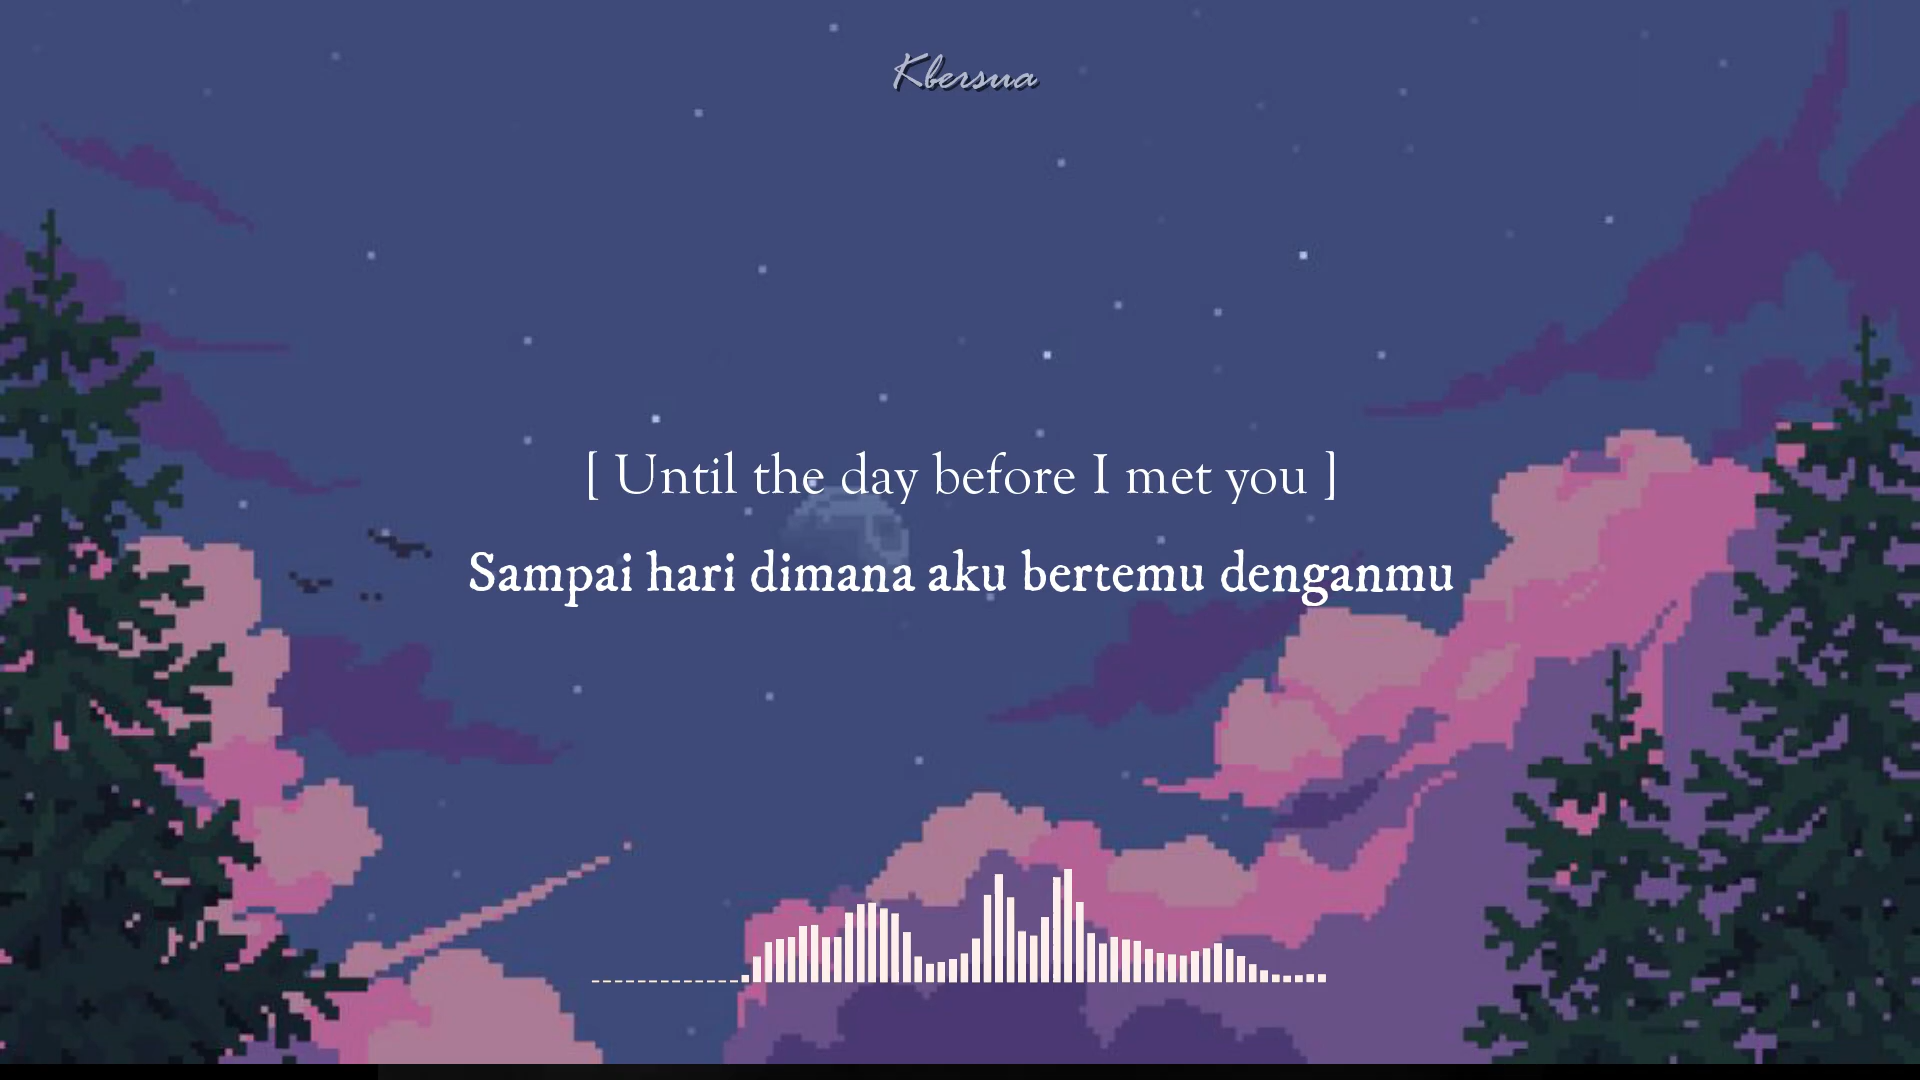 Kbersua
[ Until the day before I met you ]
Sampai hari dimana aku bertemu denganmu